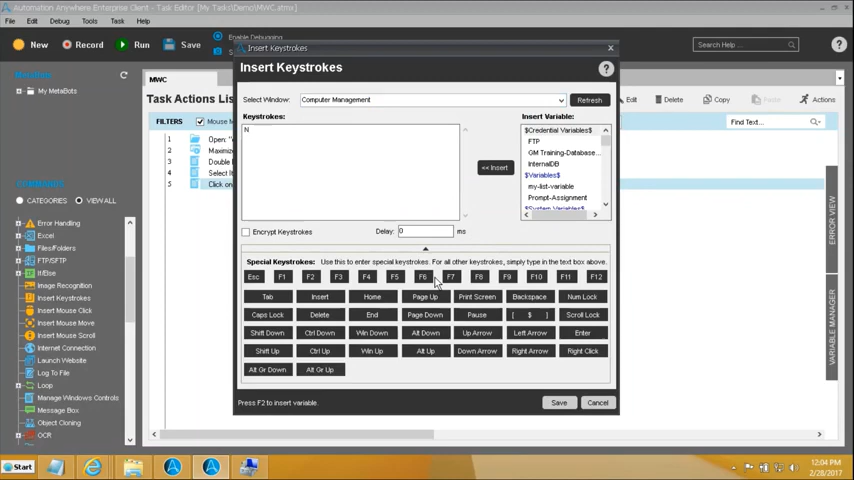 Automation Anywhere Enterprise Client - Task Editor [My Tasks\Demo\MWC.atmx]
File Edit Debug Tools Task Help
New Record Run Save
Enable Debugging
Search Help ...
MetaBots
My MetaBots
COMMANDS
CATEGORIES VIEW ALL
Error Handling
Excel
Files/Folders
FTP/SFTP
If/Else
Image Recognition
Insert Keystrokes
Insert Mouse Click
Insert Mouse Move
Insert Mouse Scroll
Internet Connection
Launch Website
Log To File
Loop
Manage Windows Controls
Message Box
Object Cloning
OCR
MWC
Task Actions List
FILTERS Mouse M
1 Open: "
2 Maximiz
3 Double
4 Select It
5 Click on
Edit Delete Copy Paste Actions
Find Text...
ERROR VIEW
VARIABLE MANAGER
Insert Keystrokes
Insert Keystrokes
Select Window: Computer Management Refresh
Keystrokes:
N
<< Insert
Insert Variable:
$Credential Variables$
FTP
GM Training-Database...
InternalDB
$Variables$
my-list-variable
Prompt-Assignment
$System Variables$
Encrypt Keystrokes Delay: 0 ms
Special Keystrokes: Use this to enter special keystrokes. For all other keystrokes, simply type in the text box above.
Esc F1 F2 F3 F4 F5 F6 F7 F8 F9 F10 F11 F12
Tab Insert Home Page Up Print Screen Backspace Num Lock
Caps Lock Delete End Page Down Pause [ $ ] Scroll Lock
Shift Down Ctrl Down Win Down Alt Down Up Arrow Left Arrow Enter
Shift Up Ctrl Up Win Up Alt Up Down Arrow Right Arrow Right Click
Alt Gr Down Alt Gr Up
Press F2 to insert variable. Save Cancel
Start
12:04 PM
2/28/2017